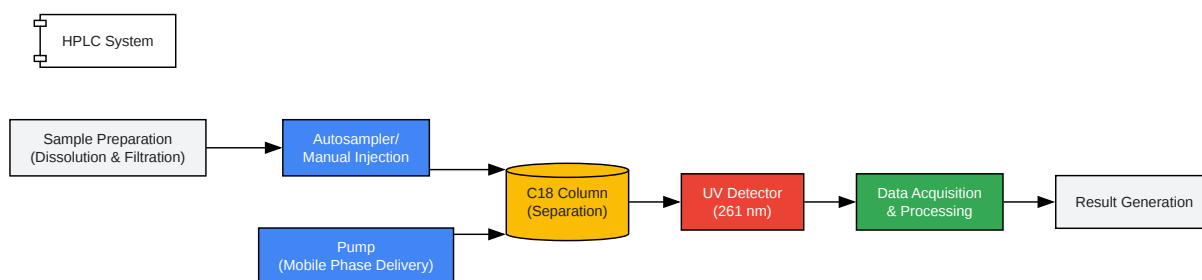 HPLC System
Sample Preparation
(Dissolution & Filtration)
Autosampler/
Manual Injection
Pump
(Mobile Phase Delivery)
C18 Column
(Separation)
UV Detector
(261 nm)
Data Acquisition
& Processing
Result Generation